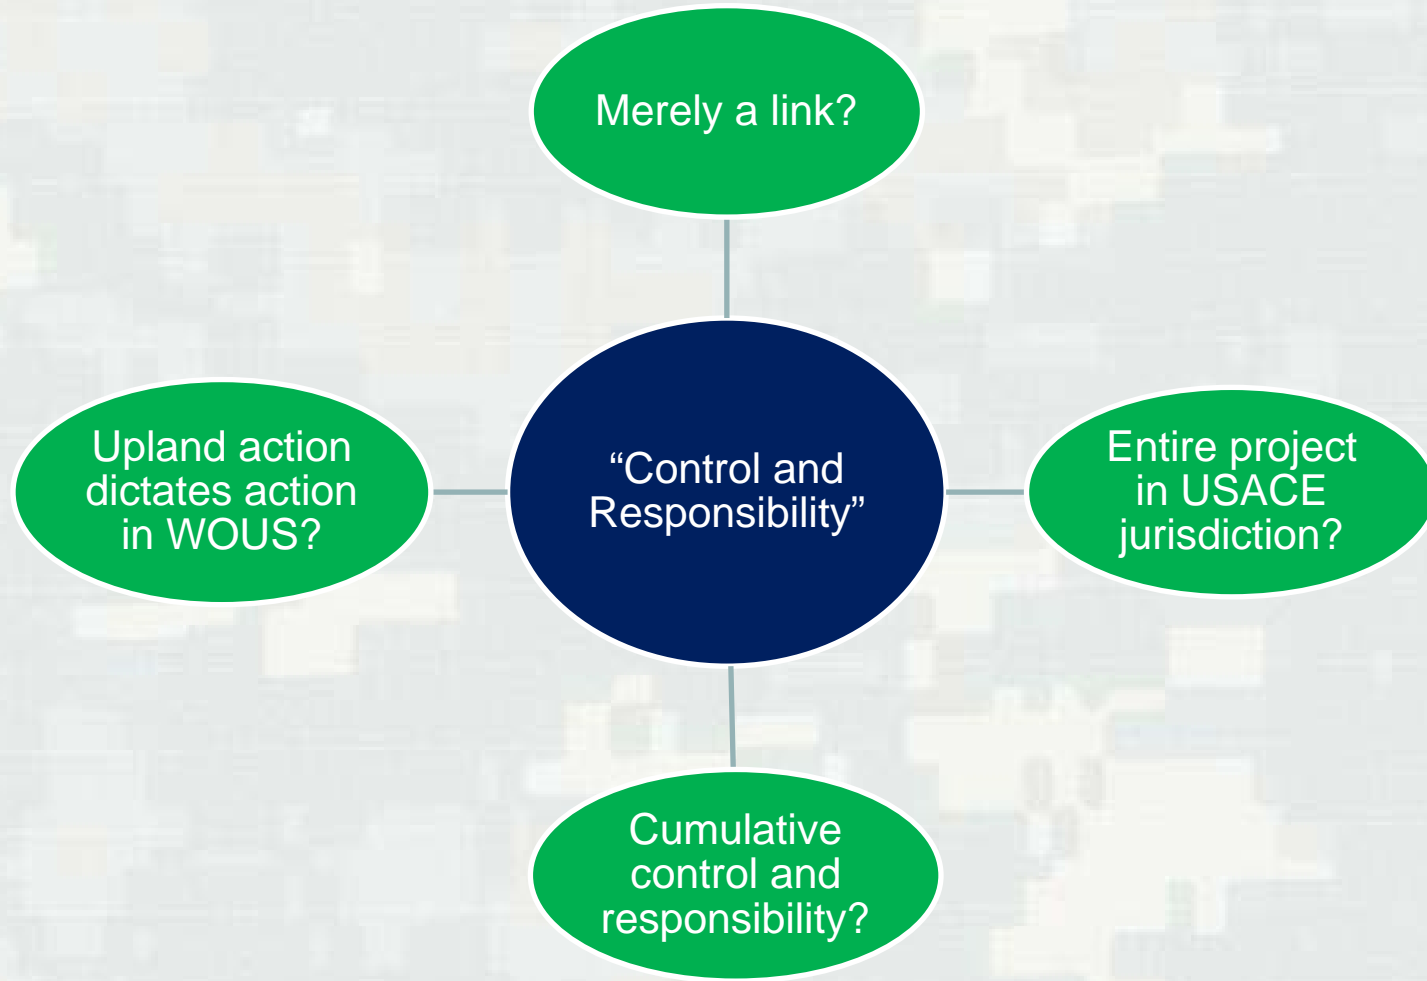 Merely a link?
Upland action
dictates action
in WOUS?
“Control and
Responsibility”
Entire project
in USACE
jurisdiction?
Cumulative
control and
responsibility?